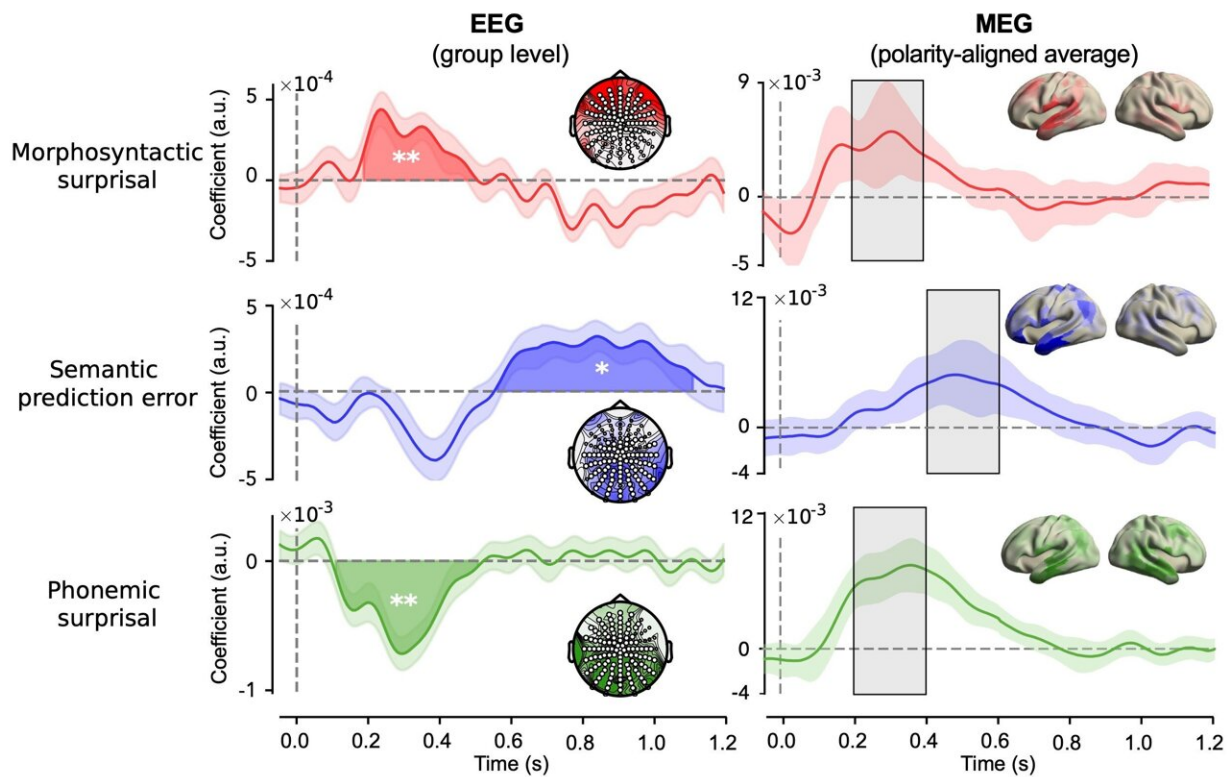 EEG
(group level)
MEG
(polarity-aligned average)
Morphosyntactic
surprisal
Coefficient (a.u.)
×10⁻⁴
5
0
-5
**
×10⁻³
9
0
-5
Semantic
prediction error
Coefficient (a.u.)
×10⁻⁴
5
0
-5
*
×10⁻³
12
0
-4
Phonemic
surprisal
Coefficient (a.u.)
×10⁻³
0
-1
**
×10⁻³
12
0
-4
0.0 0.2 0.4 0.6 0.8 1.0 1.2
Time (s)
0.0 0.2 0.4 0.6 0.8 1.0 1.2
Time (s)